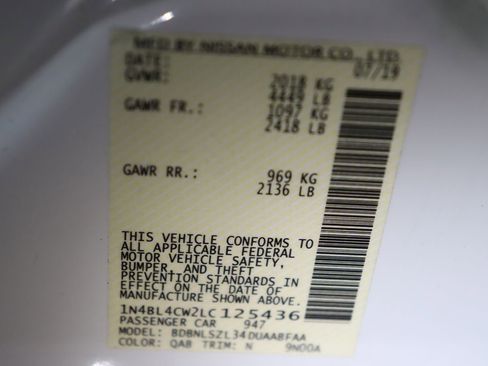 MFD BY NISSAN MOTOR CO., LTD.
DATE: 07/19
GVWR: 2018 KG
4449 LB
GAWR FR.: 1097 KG
2418 LB
GAWR RR.: 969 KG
2136 LB
THIS VEHICLE CONFORMS TO
ALL APPLICABLE FEDERAL
MOTOR VEHICLE SAFETY,
BUMPER, AND THEFT
PREVENTION STANDARDS IN
EFFECT ON THE DATE OF
MANUFACTURE SHOWN ABOVE.
1N4BL4CW2LC125436
PASSENGER CAR 947
MODEL: BDBNLSZL34DUAABFAA
COLOR: QAB TRIM: N 9N00A